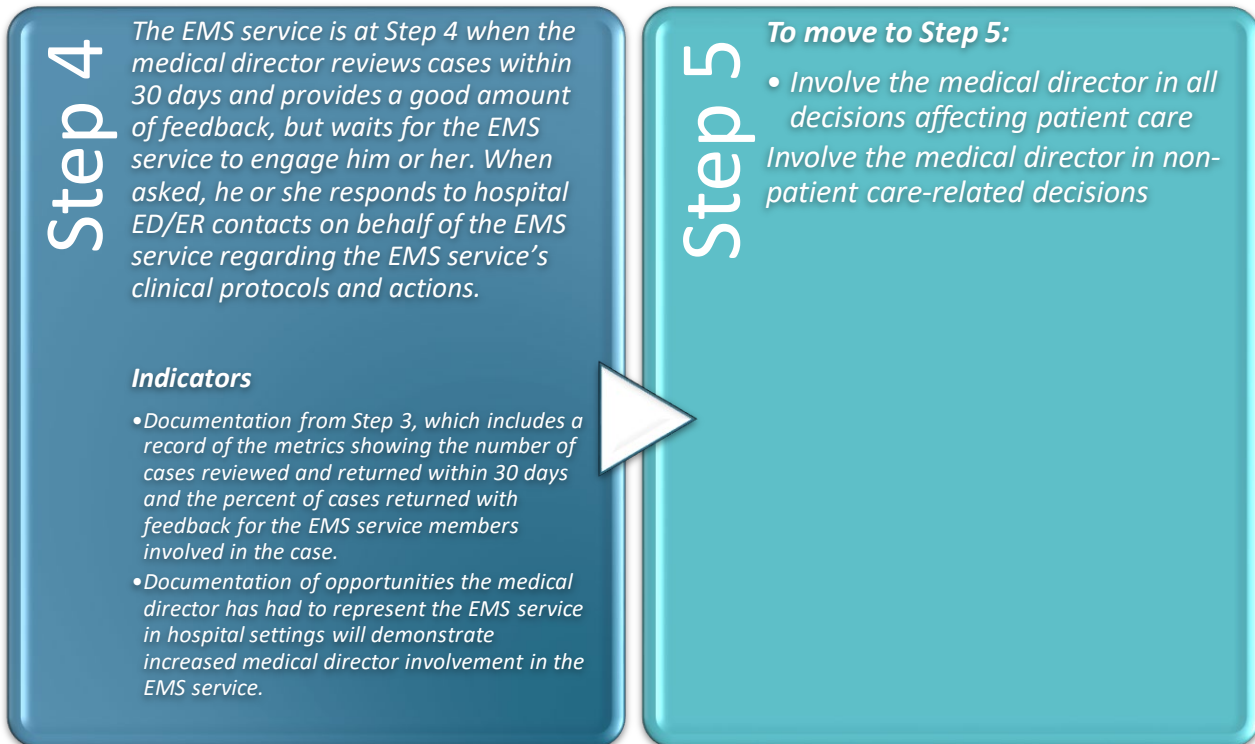 Step 4
The EMS service is at Step 4 when the
medical director reviews cases within
30 days and provides a good amount
of feedback, but waits for the EMS
service to engage him or her. When
asked, he or she responds to hospital
ED/ER contacts on behalf of the EMS
service regarding the EMS service's
clinical protocols and actions.
Indicators
•Documentation from Step 3, which includes a
record of the metrics showing the number of
cases reviewed and returned within 30 days
and the percent of cases returned with
feedback for the EMS service members
involved in the case.
•Documentation of opportunities the medical
director has had to represent the EMS service
in hospital settings will demonstrate
increased medical director involvement in the
EMS service.
Step 5
To move to Step 5:
• Involve the medical director in all
decisions affecting patient care
Involve the medical director in non-
patient care-related decisions